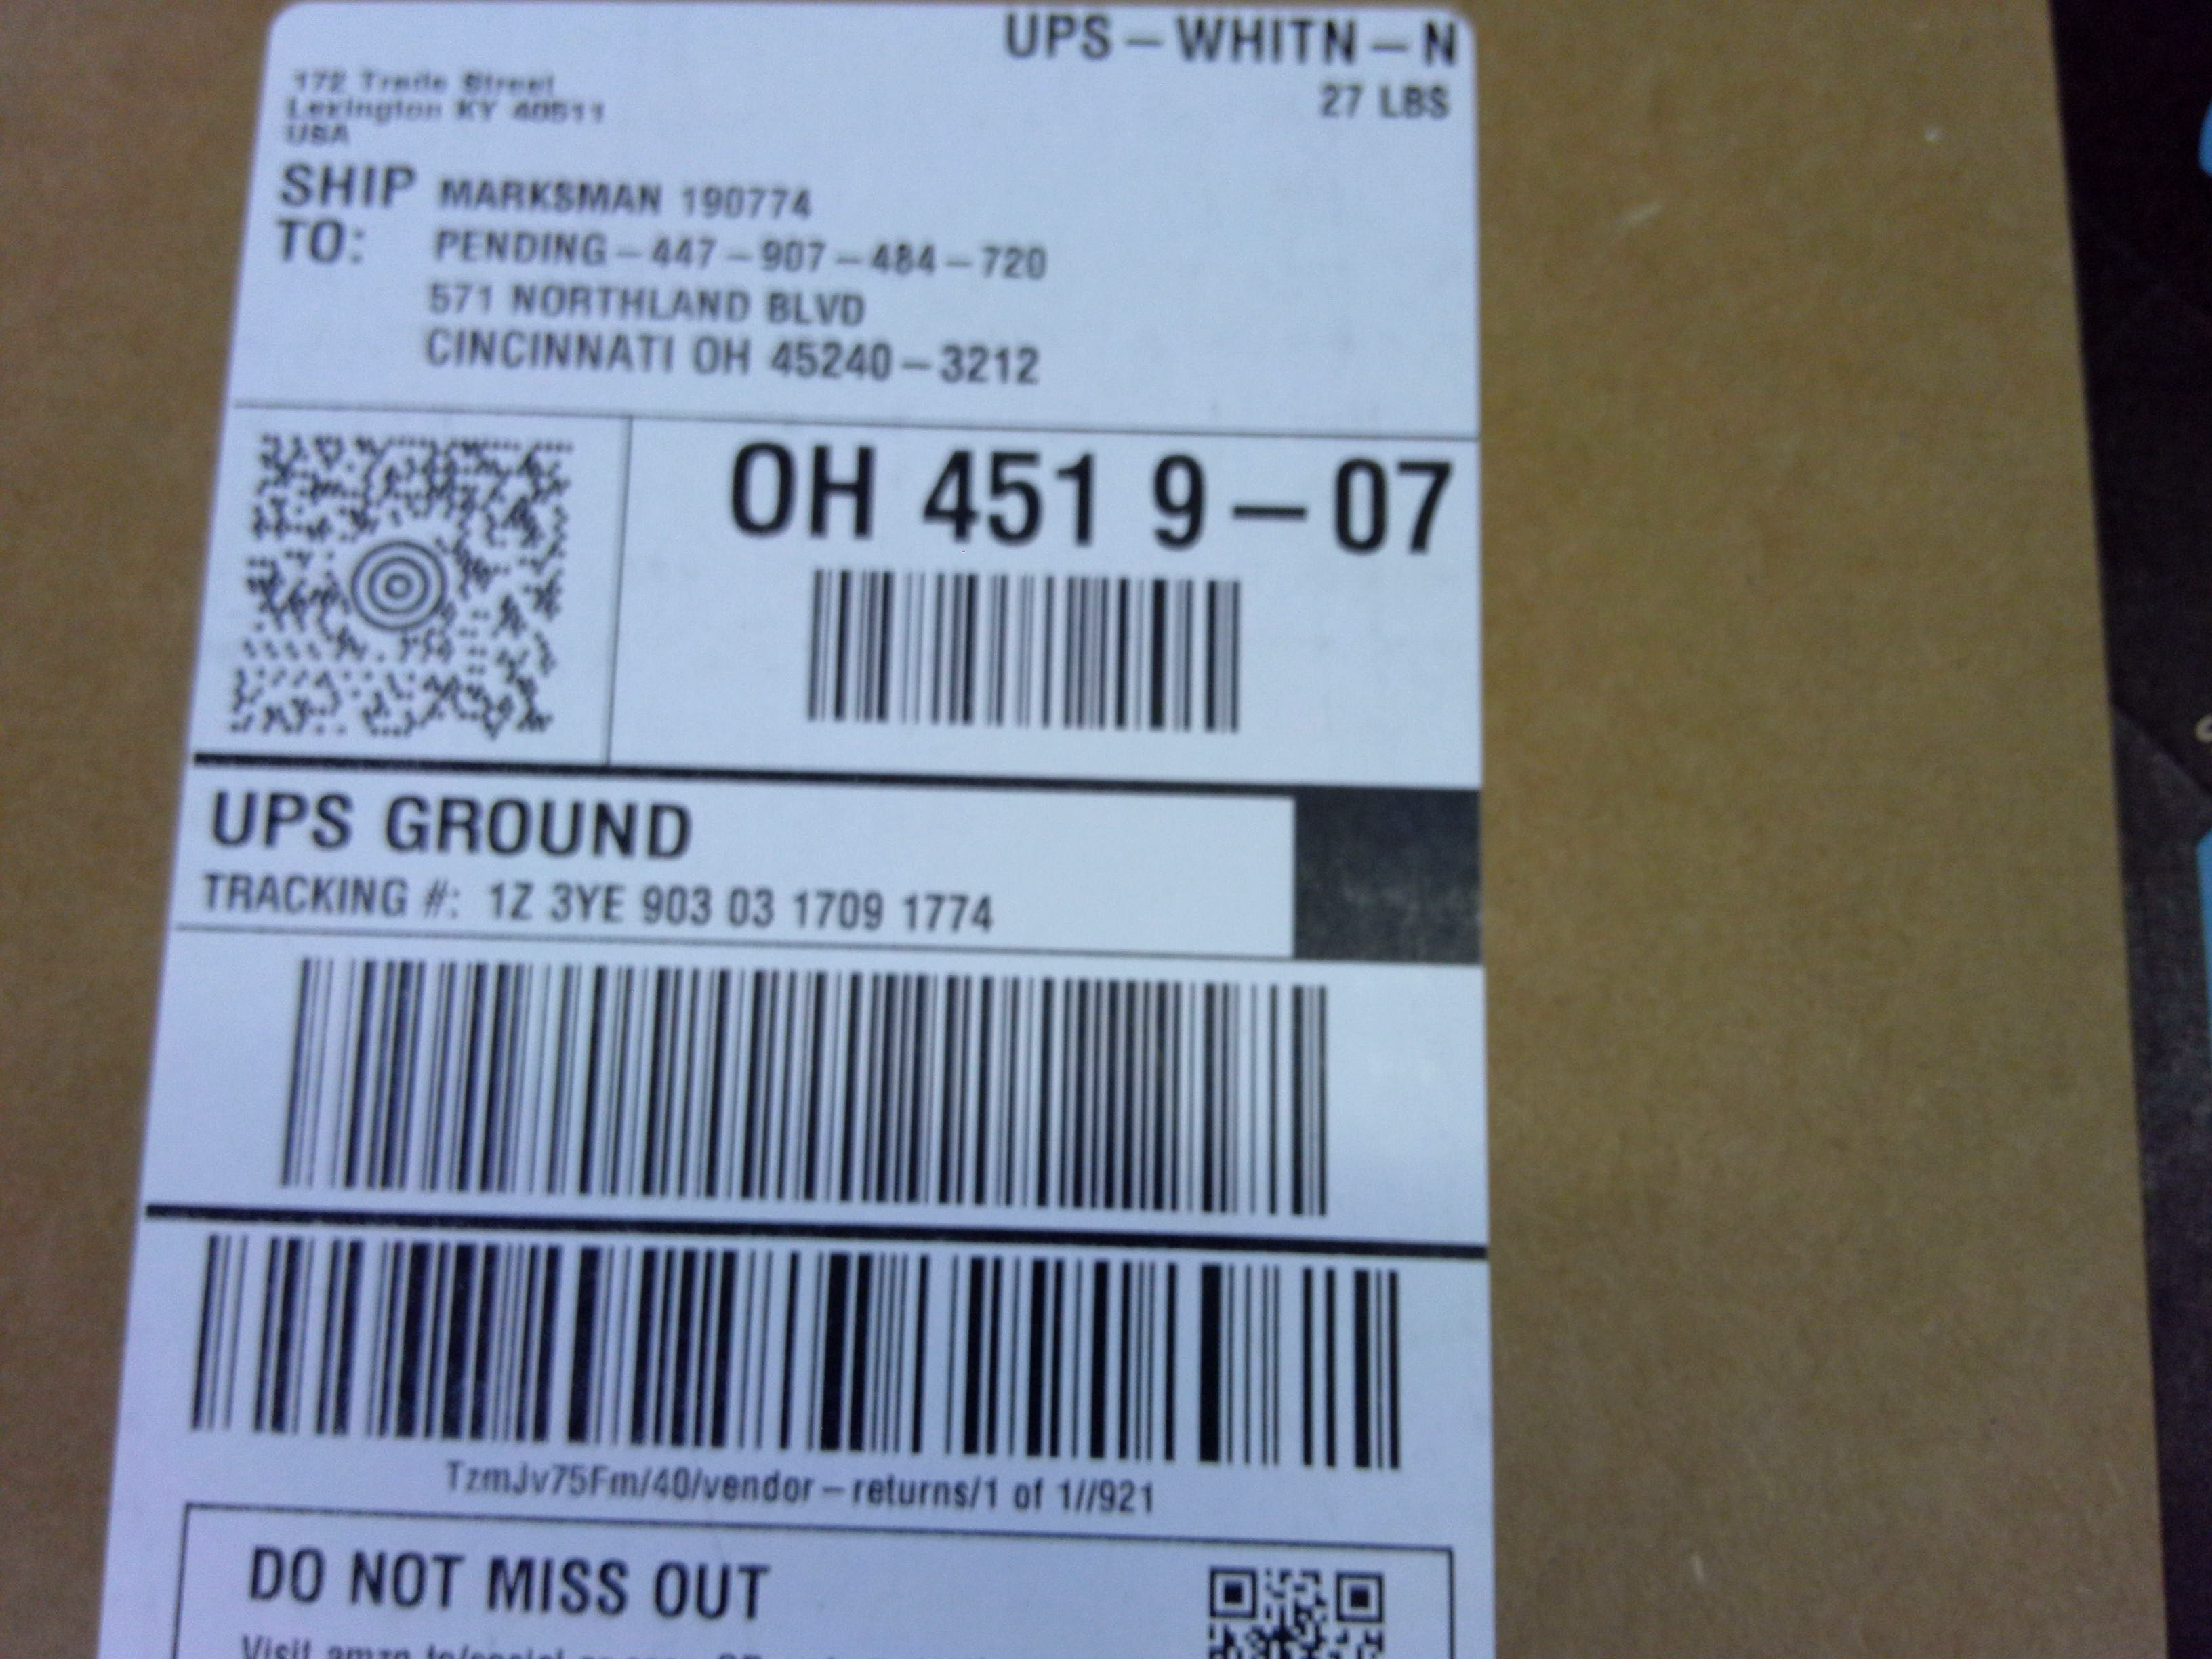 UPS – WHITN – N
27 LBS
172 Trade Street
Lexington KY 40511
USA
SHIP TO:
MARKSMAN 190774
PENDING – 447 – 907 – 484 – 720
571 NORTHLAND BLVD
CINCINNATI OH 45240 – 3212
OH 451 9 – 07
UPS GROUND
TRACKING #: 1Z 3YE 903 03 1709 1774
TzmJv75Fm/40/vendor – returns/1 of 1//921
DO NOT MISS OUT
Visit